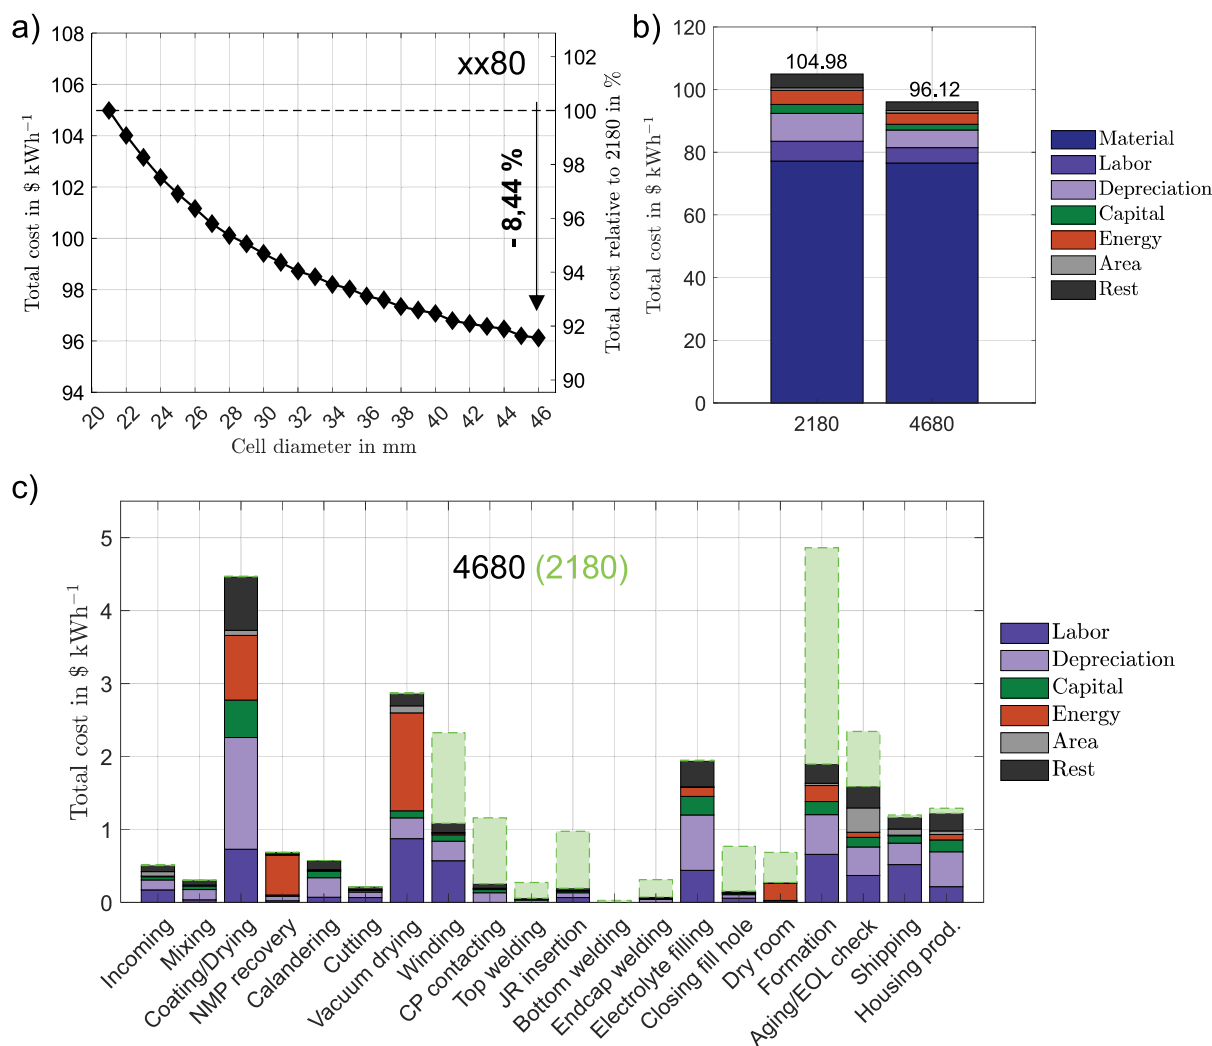 a)
108
106
104
102
100
98
96
94
Total cost in $ kWh⁻¹
20
22
24
26
28
30
32
34
36
38
40
42
44
46
Cell diameter in mm
xx80
- 8,44 %
102
100
98
96
94
92
90
Total cost relative to 2180 in %
b)
120
100
80
60
40
20
0
Total cost in $ kWh⁻¹
104.98
96.12
2180
4680
Material
Labor
Depreciation
Capital
Energy
Area
Rest
c)
5
4
3
2
1
0
Total cost in $ kWh⁻¹
4680 (2180)
Incoming
Mixing
Coating/Drying
NMP recovery
Calandering
Cutting
Vacuum drying
Winding
CP contacting
Top welding
JR insertion
Bottom welding
Endcap welding
Electrolyte filling
Closing fill hole
Dry room
Formation
Aging/EOL check
Shipping
Housing prod.
Labor
Depreciation
Capital
Energy
Area
Rest